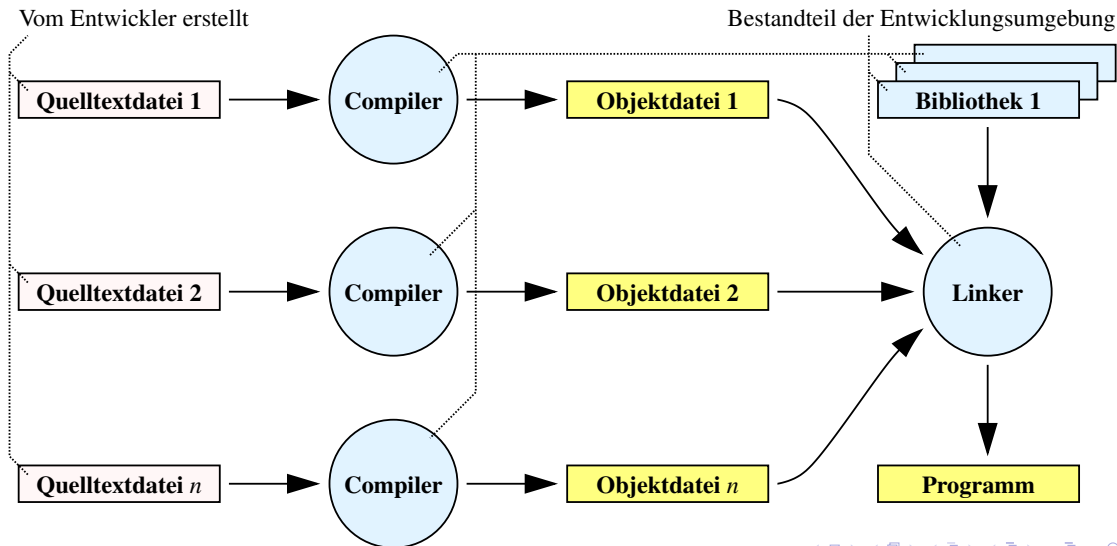 Vom Entwickler erstellt
Bestandteil der Entwicklungsumgebung
Quelltextdatei 1
Compiler
Objektdatei 1
Bibliothek 1
Quelltextdatei 2
Compiler
Objektdatei 2
Linker
Quelltextdatei n
Compiler
Objektdatei n
Programm